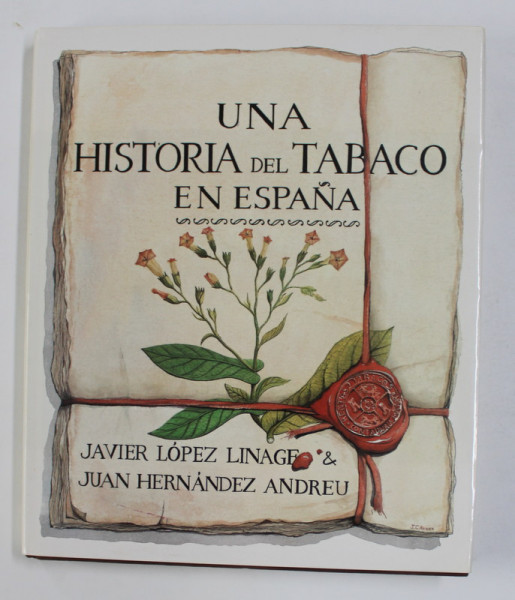 UNA
HISTORIA DEL TABACO
EN ESPAÑA
JAVIER LÓPEZ LINAGE &
JUAN HERNÁNDEZ ANDREU